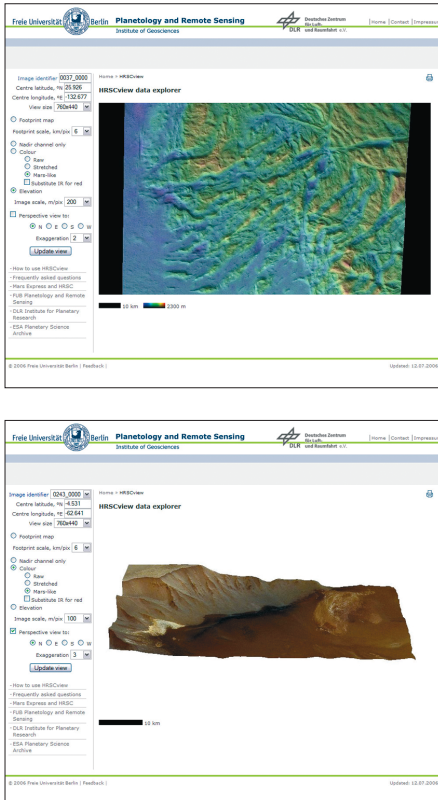 Freie Universität Berlin
Planetology and Remote Sensing
Institute of Geosciences
DLR
Deutsches Zentrum
für Luft-
und Raumfahrt e.V.
|Home |Contact |Impressum
Image identifier 0037_0000
Centre latitude, °N 25.926
Centre longitude, °E -132.677
View size 760x440
Footprint map
Footprint scale, km/pix 6
Nadir channel only
Colour
Raw
Stretched
Mars-like
Substitute IR for red
Elevation
Image scale, m/pix 200
Perspective view to:
N E S W
Exaggeration 2
Update view
- How to use HRSCview
- Frequently asked questions
- Mars Express and HRSC
- FUB Planetology and Remote
Sensing
- DLR Institute for Planetary
Research
- ESA Planetary Science
Archive
Home > HRSCview
HRSCview data explorer
10 km 2300 m
© 2006 Freie Universität Berlin | Feedback |
Updated: 12.07.2006
Freie Universität Berlin
Planetology and Remote Sensing
Institute of Geosciences
DLR
Deutsches Zentrum
für Luft-
und Raumfahrt e.V.
|Home |Contact |Impressum
Image identifier 0243_0000
Centre latitude, °N -4.531
Centre longitude, °E -62.641
View size 760x440
Footprint map
Footprint scale, km/pix 6
Nadir channel only
Colour
Raw
Stretched
Mars-like
Substitute IR for red
Elevation
Image scale, m/pix 100
Perspective view to:
N E S W
Exaggeration 3
Update view
- How to use HRSCview
- Frequently asked questions
- Mars Express and HRSC
- FUB Planetology and Remote
Sensing
- DLR Institute for Planetary
Research
- ESA Planetary Science
Archive
Home > HRSCview
HRSCview data explorer
10 km
© 2006 Freie Universität Berlin | Feedback |
Updated: 12.07.2006